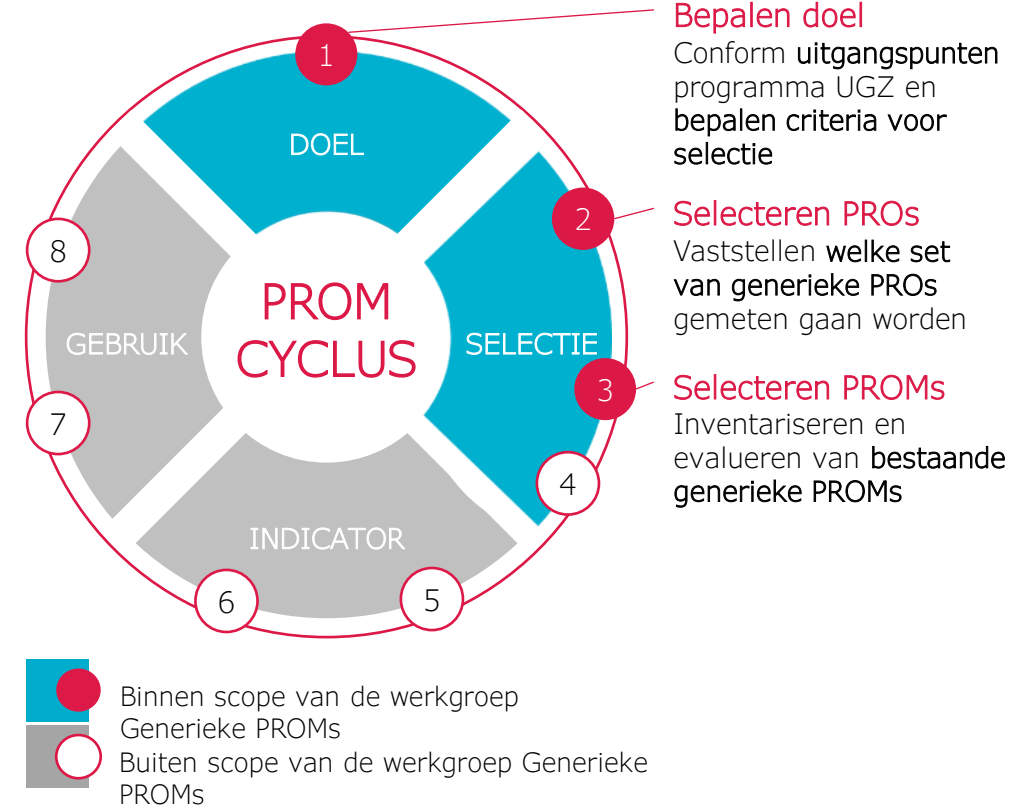 1
DOEL
2
SELECTIE
3
4
5
INDICATOR
6
7
GEBRUIK
8
PROM
CYCLUS
Bepalen doel
Conform uitgangspunten
programma UGZ en
bepalen criteria voor
selectie
Selecteren PROs
Vaststellen welke set
van generieke PROs
gemeten gaan worden
Selecteren PROMs
Inventariseren en
evalueren van bestaande
generieke PROMs
Binnen scope van de werkgroep
Generieke PROMs
Buiten scope van de werkgroep Generieke
PROMs